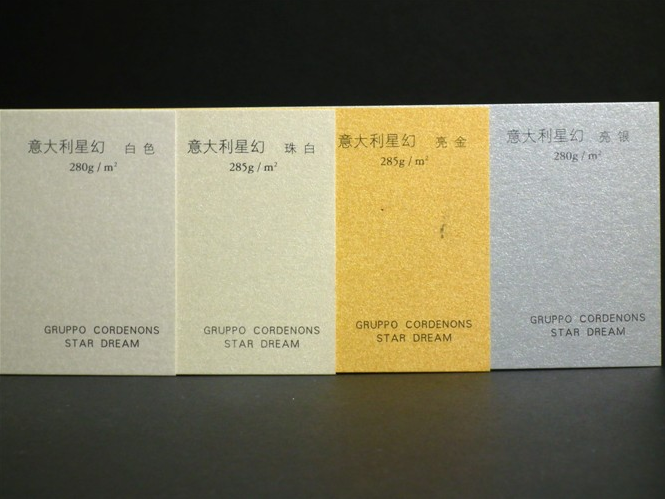 意大利星幻 白色
280g/m²
GRUPPO CORDENONS
STAR DREAM
意大利星幻 珠白
285g/m²
GRUPPO CORDENONS
STAR DREAM
意大利星幻 亮金
285g/m²
GRUPPO CORDENONS
STAR DREAM
意大利星幻 亮银
280g/m²
GRUPPO CORDENONS
STAR DREAM